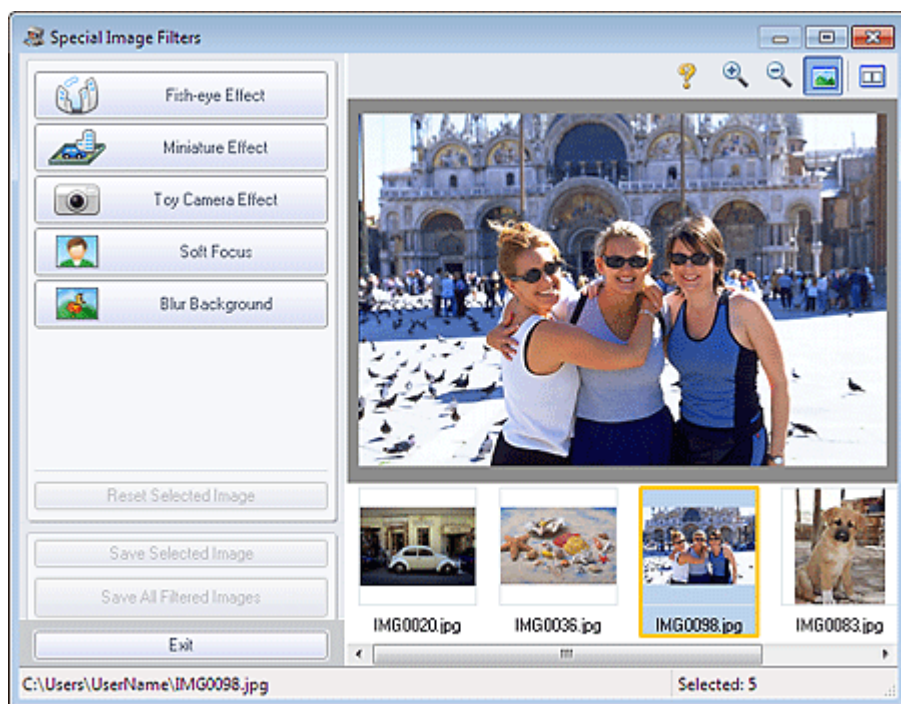 Special Image Filters
Fish-eye Effect
Miniature Effect
Toy Camera Effect
Soft Focus
Blur Background
Reset Selected Image
Save Selected Image
Save All Filtered Images
Exit
IMG0020.jpg
IMG0036.jpg
IMG0098.jpg
IMG0083.jpg
C:\Users\UserName\IMG0098.jpg
Selected: 5